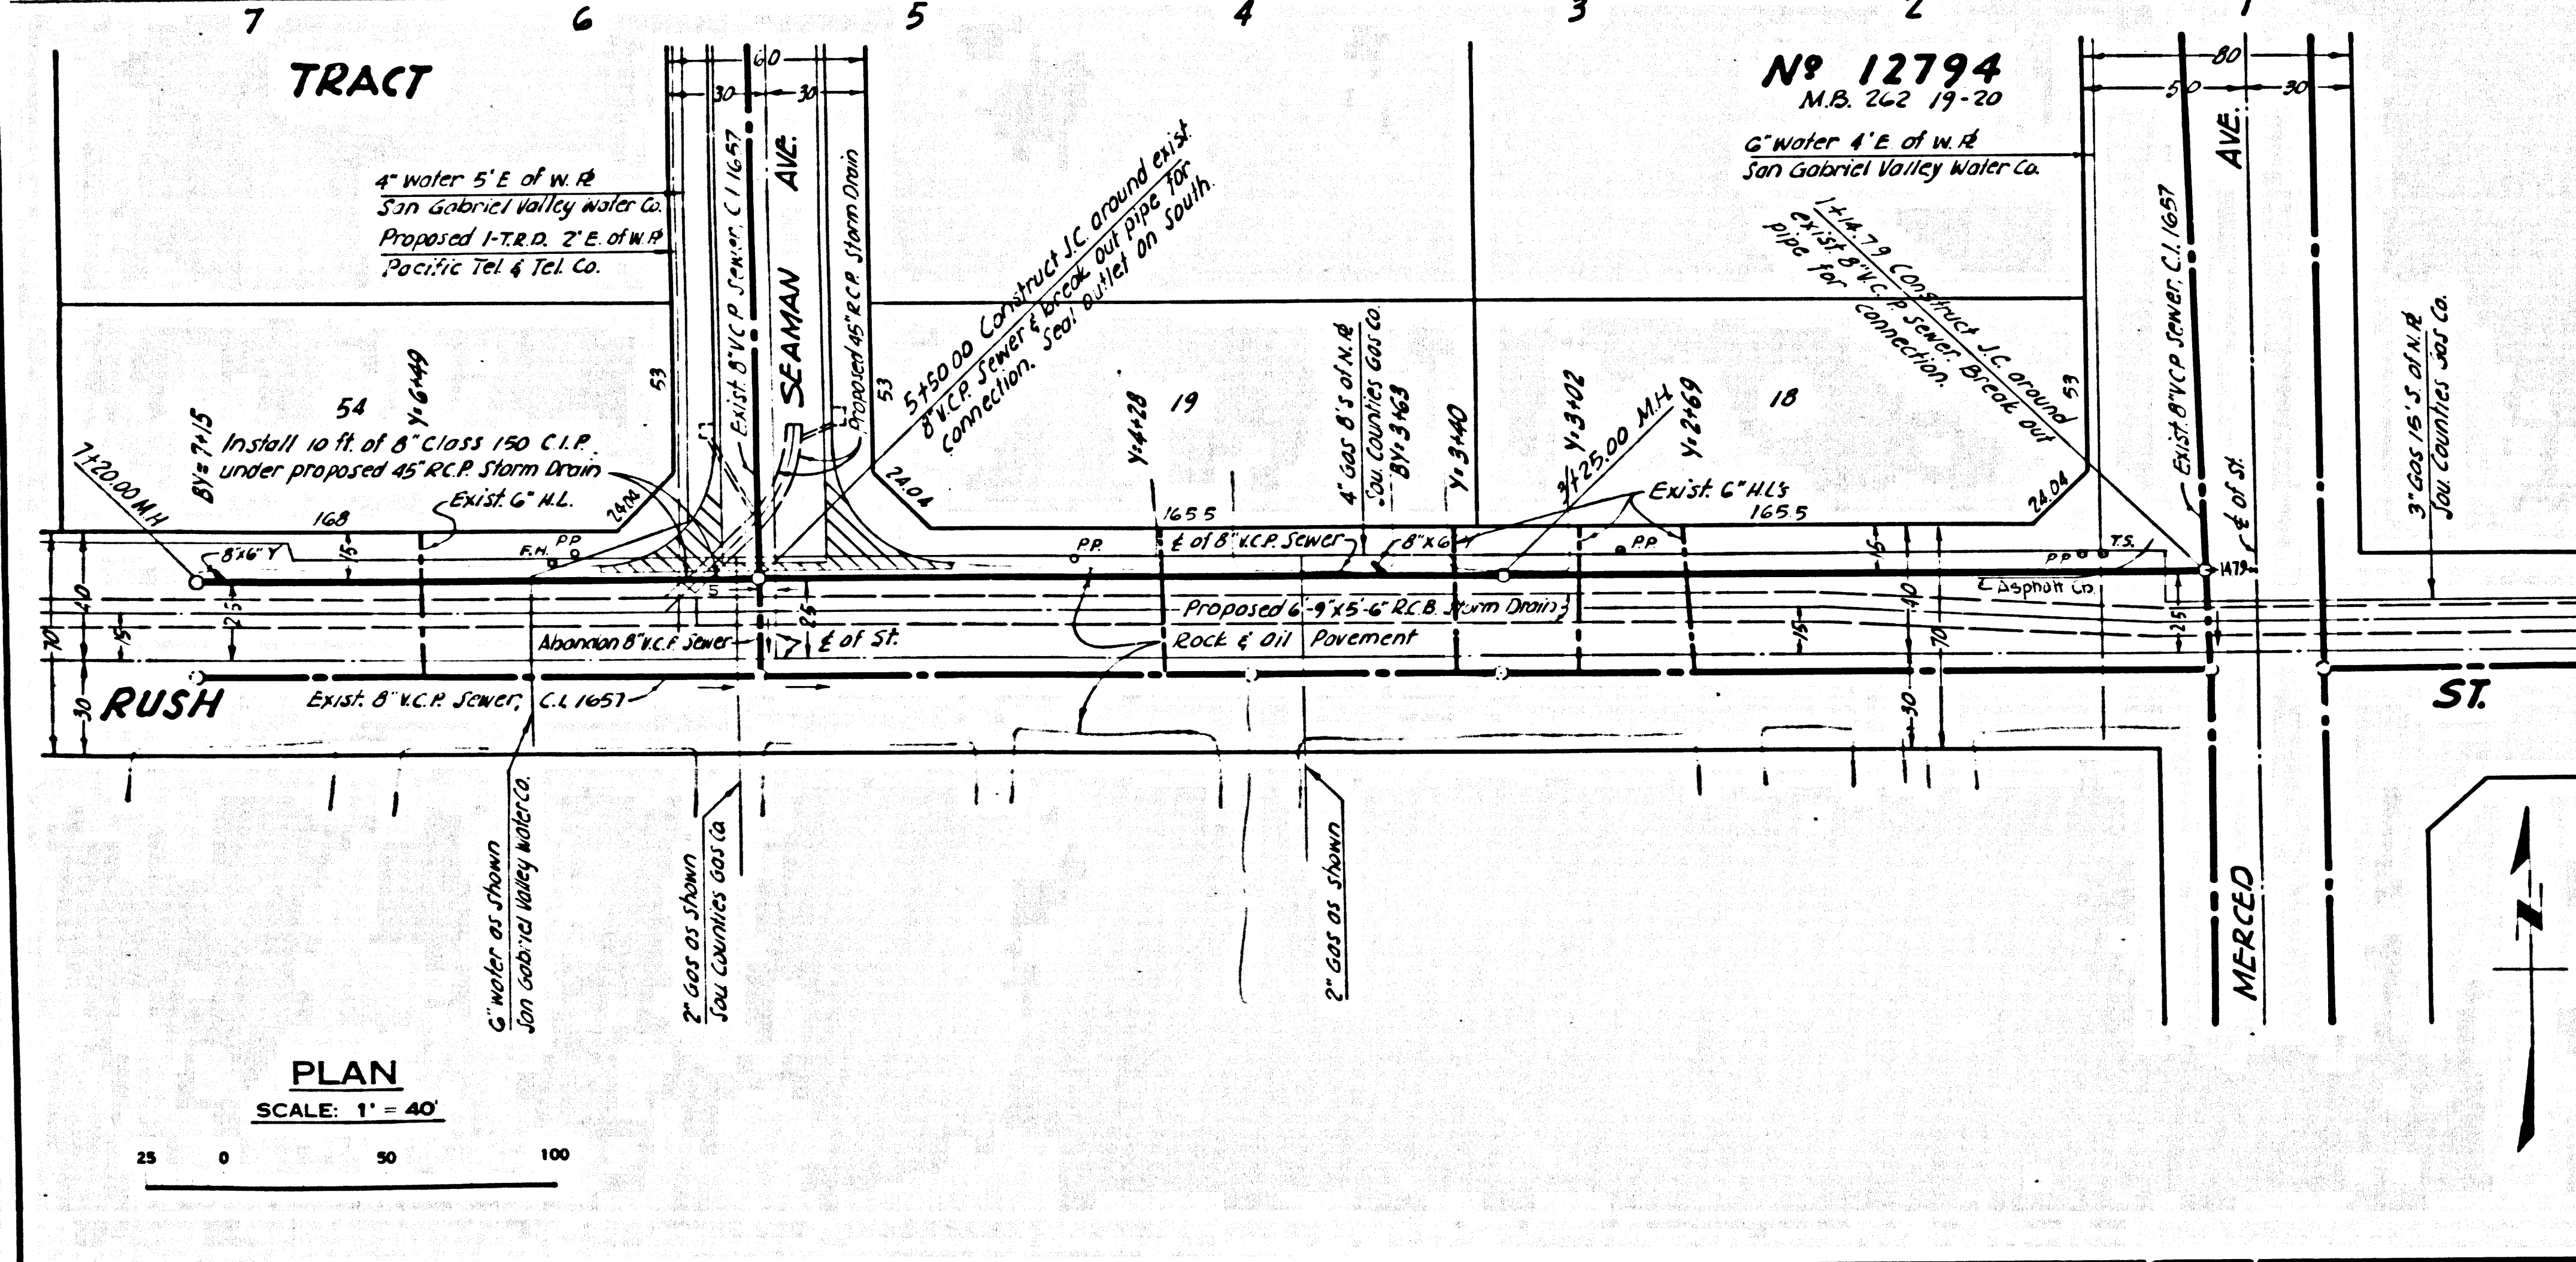 7 6 5 4 3 2 1
TRACT
Nº 12794
M.B. 262 19-20
60
30 30
80
50 30
4" Water 5' E of W. ⅊
San Gabriel Valley Water Co.
Proposed 1-T.R.D. 2' E. of W. ⅊
Pacific Tel. & Tel. Co.
Exist. 8" V.C.P. Sewer, C.I. 1657
SEAMAN AVE.
Proposed 45" R.C.P. Storm Drain
5+50.00 Construct J.C. around exist.
8" V.C.P. Sewer & break out pipe for
connection. Seal outlet on South.
6" Water 4' E. of W. ⅊
San Gabriel Valley Water Co.
1+14.79 Construct J.C. around
exist. 8" V.C.P. Sewer. Break out
pipe for connection.
Exist. 8" V.C.P. Sewer, C.I. 1657
AVE.
℄ of St.
3" Gas 15' S. of N. ⅊
Sou. Counties Gas Co.
7+20.00 M.H.
BY= 7+15
54
Y= 6+49
53
53
Install 10 ft. of 8" Class 150 C.I.P.
under proposed 45" R.C.P. Storm Drain
Exist. 6" H.L.
168
24.04
24.04
Y= 4+28
19
4" Gas 8' S of N. ⅊
Sou. Counties Gas Co.
BY= 3+63
Y= 3+40
3+25.00 M.H.
Y= 3+02
Y= 2+69
18
53
Exist. 6" H.L's
165.5
165.5
24.04
8"x6" Y
15
F.H.
P.P.
P.P.
℄ of 8" V.C.P. Sewer
8"x6" Y
P.P.
15
P.P.
T.S.
14.79
70
40
15
25
5
25
Proposed 6'-9"x5'-6" R.C.B. Storm Drain
Asphalt Cn.
40
70
15
25
Abandon 8" V.C.P. Sewer
℄ of St.
Rock & Oil Pavement
30
RUSH
Exist. 8" V.C.P. Sewer, C.I. 1657
30
ST.
6" Water as shown
San Gabriel Valley Water Co.
2" Gas as shown
Sou Counties Gas Co
2" Gas as shown
MERCED
N
PLAN
SCALE: 1" = 40'
25 0 50 100